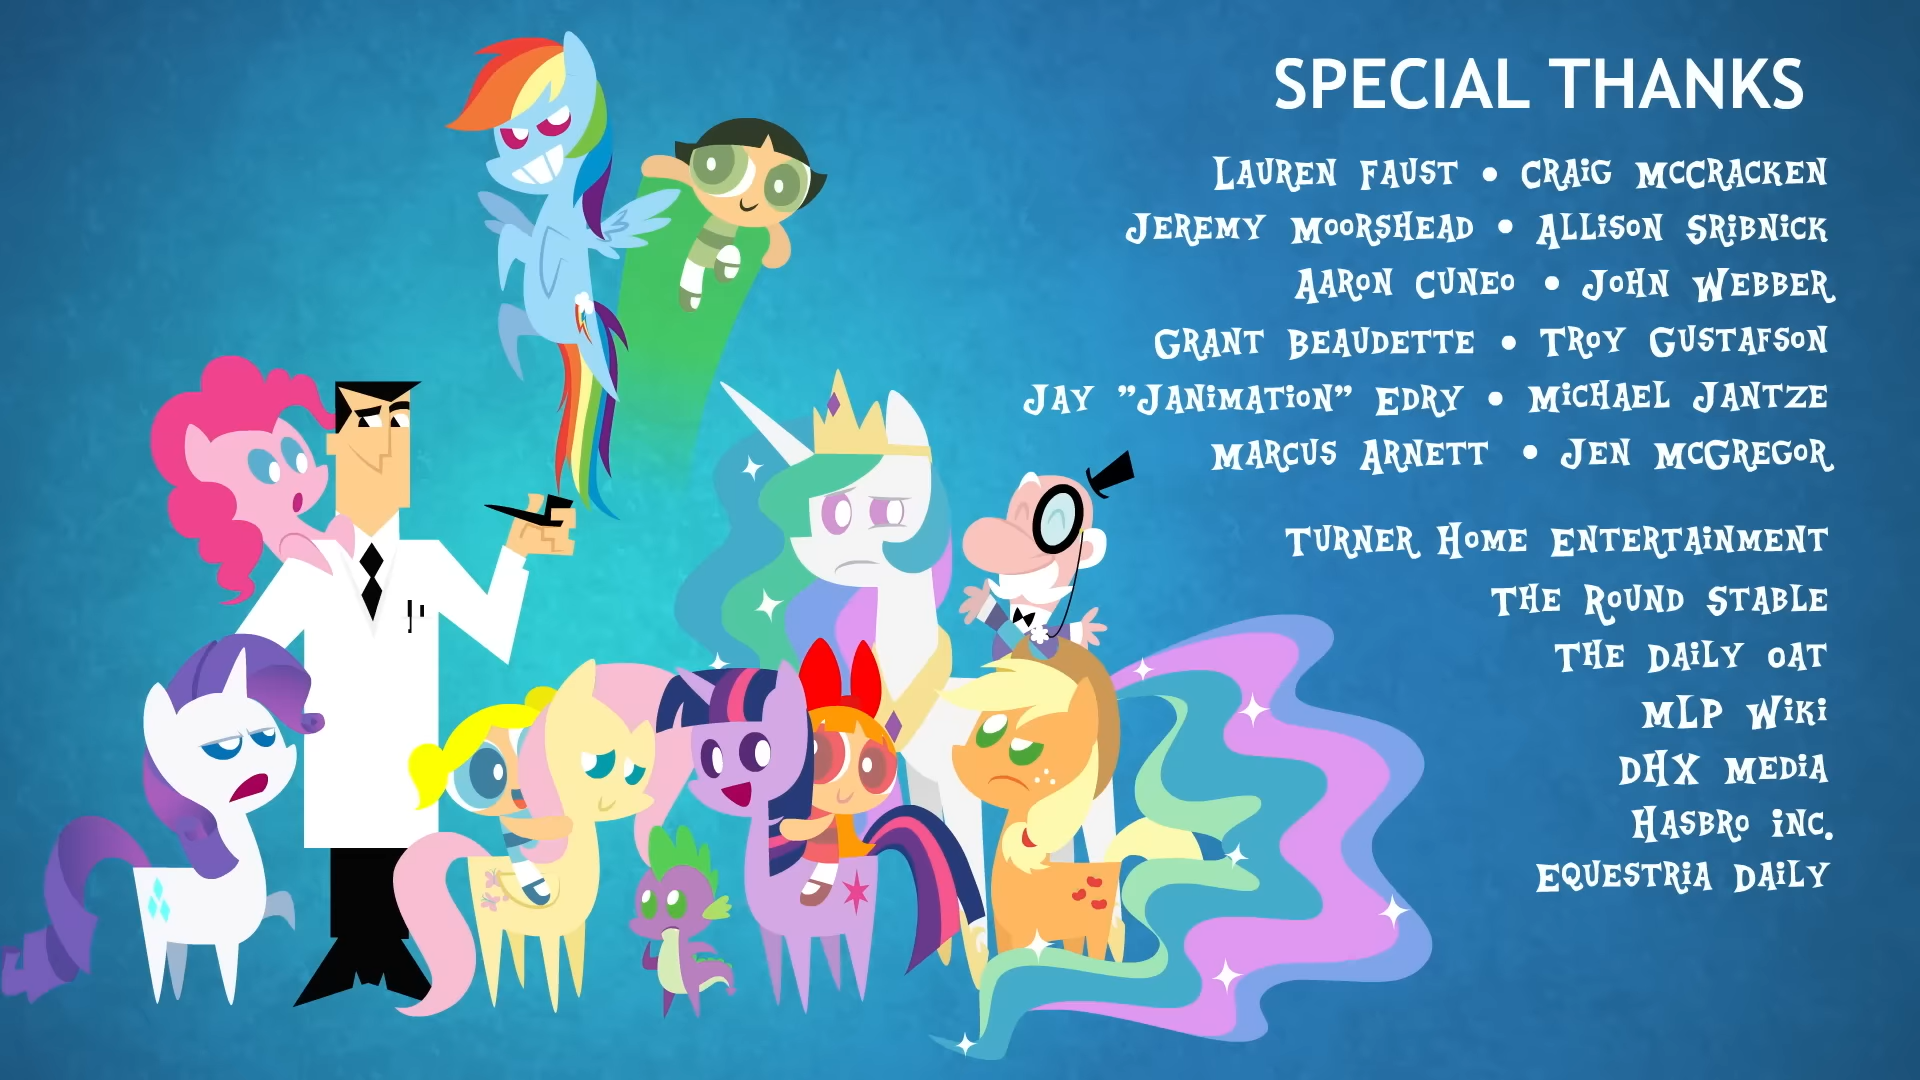 SPECIAL THANKS
LAUREN FAUST • CRAiG MCCRACKEN
JEREMY MOORSHEAD • ALLiSON SRiBNiCK
AARON CUNEO • JOHN WEBBER
GRANT BEAUDETTE • TROY GUSTAFSON
JAY "JANiMATiON" EDRY • MiCHAEL JANTZE
MARCUS ARNETT • JEN MCGREGOR
TURNER HOME ENTERTAiNMENT
THE ROUND STABLE
THE DAiLY OAT
MLP WiKi
DHX MEDiA
HASBRO iNC.
EQUESTRiA DAiLY